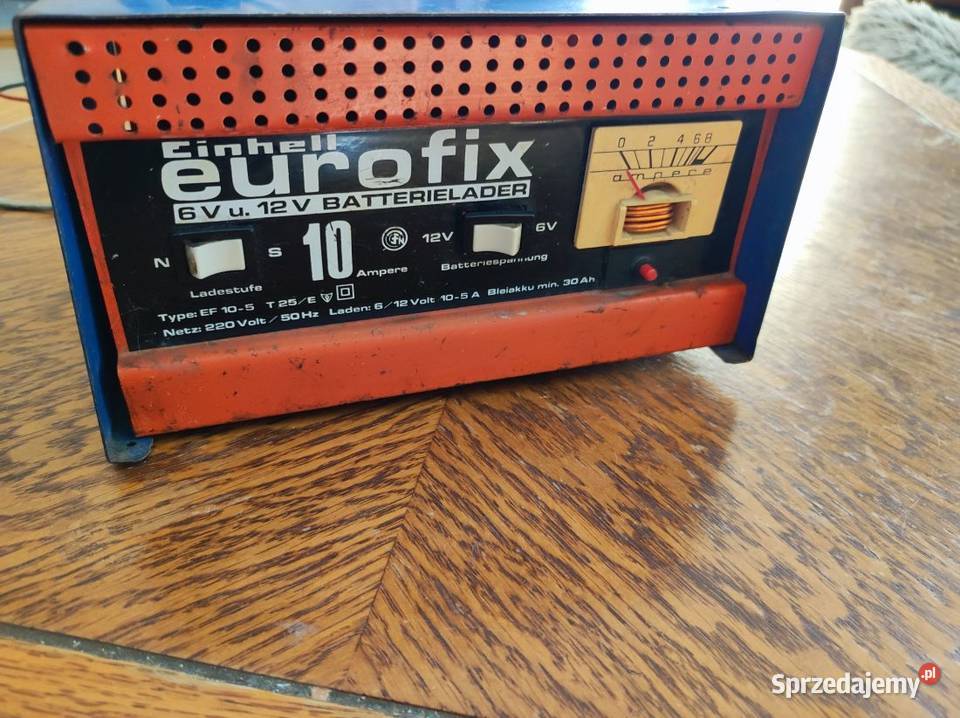 Einhell
eurofix
6 V u. 12 V BATTERIELADER
N S 10 Ampere 12V 6V
Ladestufe Batteriespannung
Type: EF 10-5 T 25/E Laden: 6/12 Volt 10-5 A Bleiakku min. 30 Ah
Netz: 220 Volt / 50 Hz
0 2 4 6 8
ampere
Sprzedajemy.pl